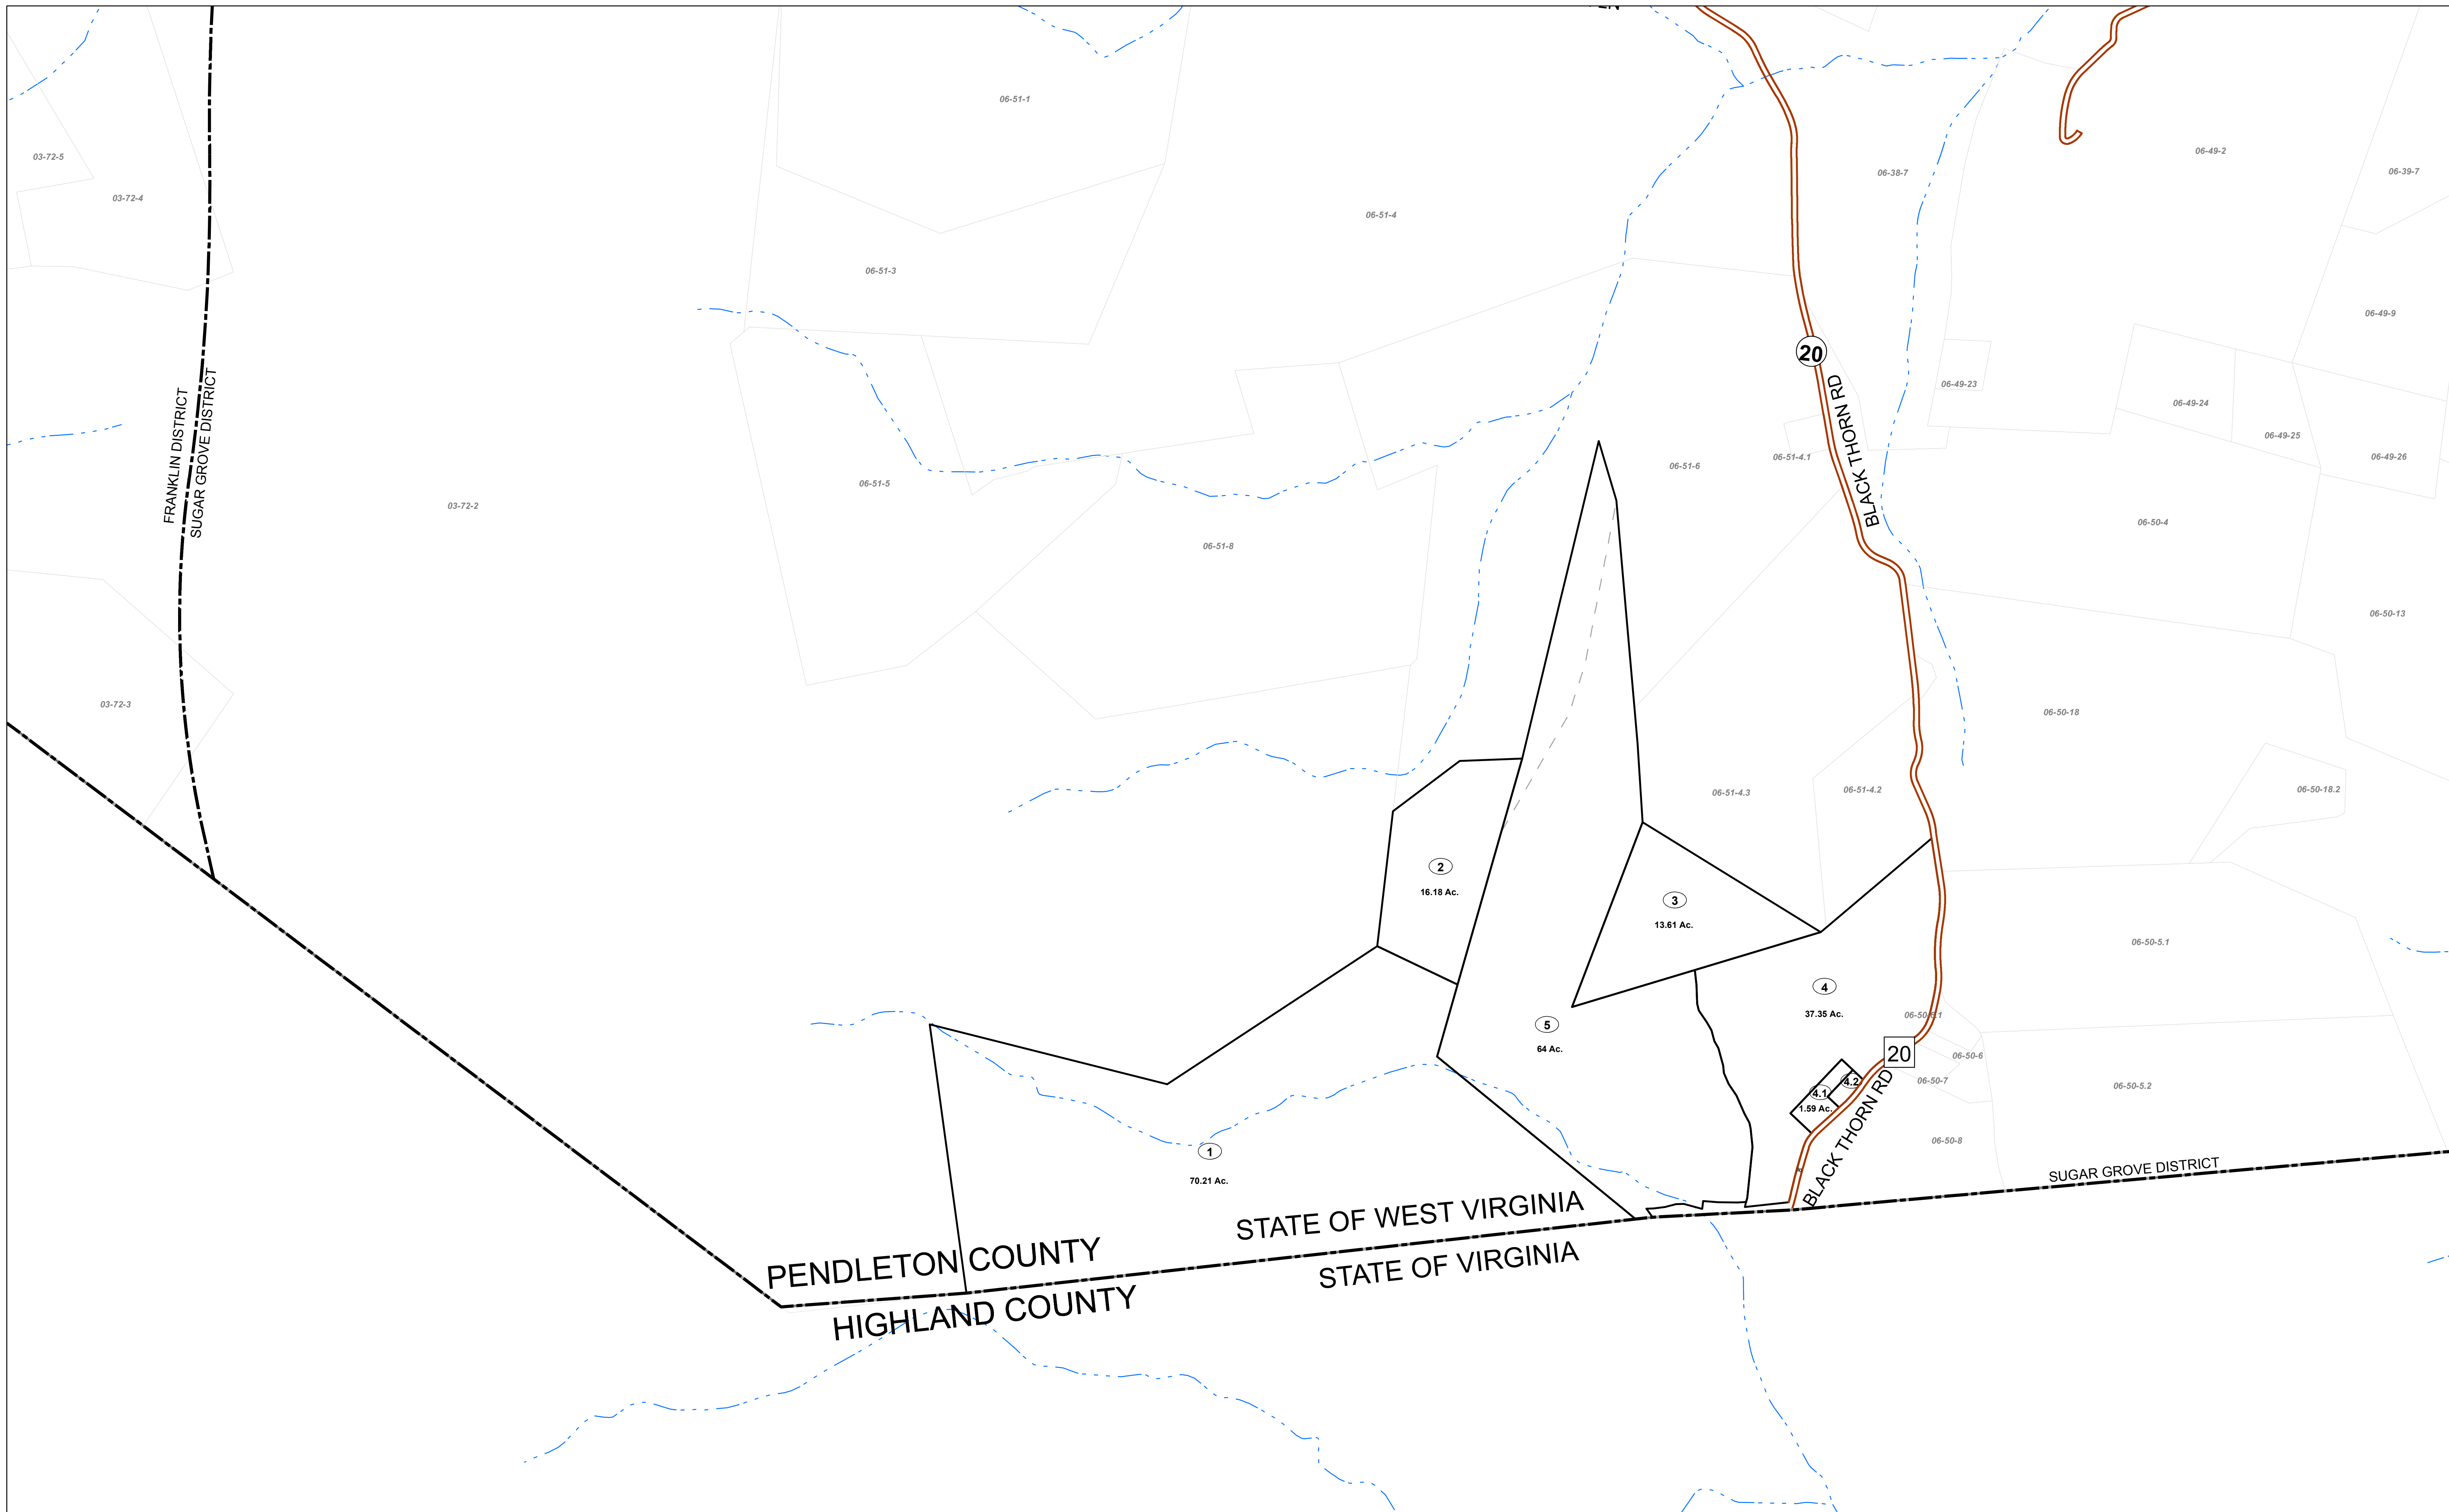 06-51-1
03-72-5
03-72-4
06-49-2
06-38-7
06-39-7
06-51-4
06-51-3
06-49-9
20
BLACK THORN RD
06-49-23
06-49-24
06-49-25
06-49-26
FRANKLIN DISTRICT
SUGAR GROVE DISTRICT
06-51-6
06-51-4.1
06-51-5
03-72-2
06-51-8
06-50-4
06-50-13
03-72-3
06-50-18
06-51-4.3
06-51-4.2
06-50-18.2
2
16.18 Ac.
3
13.61 Ac.
06-50-5.1
4
37.35 Ac.
5
64 Ac.
20
06-50-6
06-50-7
06-50-5.2
4.2
4.1
1.59 Ac.
BLACK THORN RD
06-50-8
1
70.21 Ac.
SUGAR GROVE DISTRICT
STATE OF WEST VIRGINIA
PENDLETON COUNTY
STATE OF VIRGINIA
HIGHLAND COUNTY